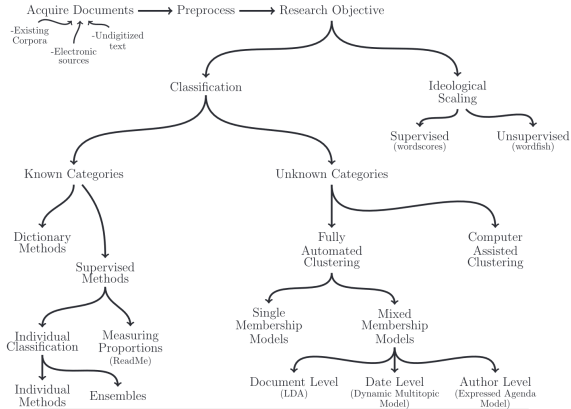 Acquire Documents
Preprocess
Research Objective
-Existing
Corpora
-Electronic
sources
-Undigitized
text
Classification
Ideological
Scaling
Supervised
(wordscores)
Unsupervised
(wordfish)
Known Categories
Unknown Categories
Dictionary
Methods
Supervised
Methods
Fully
Automated
Clustering
Computer
Assisted
Clustering
Individual
Classification
Measuring
Proportions
(ReadMe)
Single
Membership
Models
Mixed
Membership
Models
Individual
Methods
Ensembles
Document Level
(LDA)
Date Level
(Dynamic Multitopic
Model)
Author Level
(Expressed Agenda
Model)